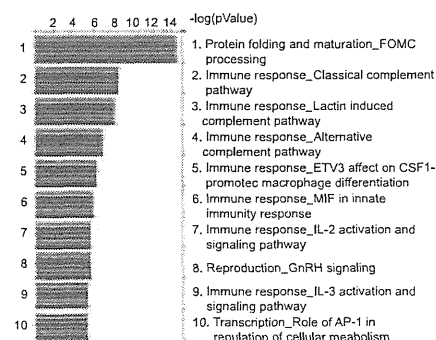 2 4 6 8 10 12 14 -log(pValue)
1 1. Protein folding and maturation_FOMC
processing
2 2. Immune response_Classical complement
pathway
3 3. Immune response_Lactin induced
complement pathway
4 4. Immune response_Alternative
complement pathway
5 5. Immune response_ETV3 affect on CSF1-
promotec macrophage differentiation
6 6. Immune response_MIF in innate
immunity response
7 7. Immune response_IL-2 activation and
signaling pathway
8 8. Reproduction_GnRH signaling
9 9. Immune response_IL-3 activation and
signaling pathway
10 10. Transcription_Role of AP-1 in
regulation of cellular metabolism